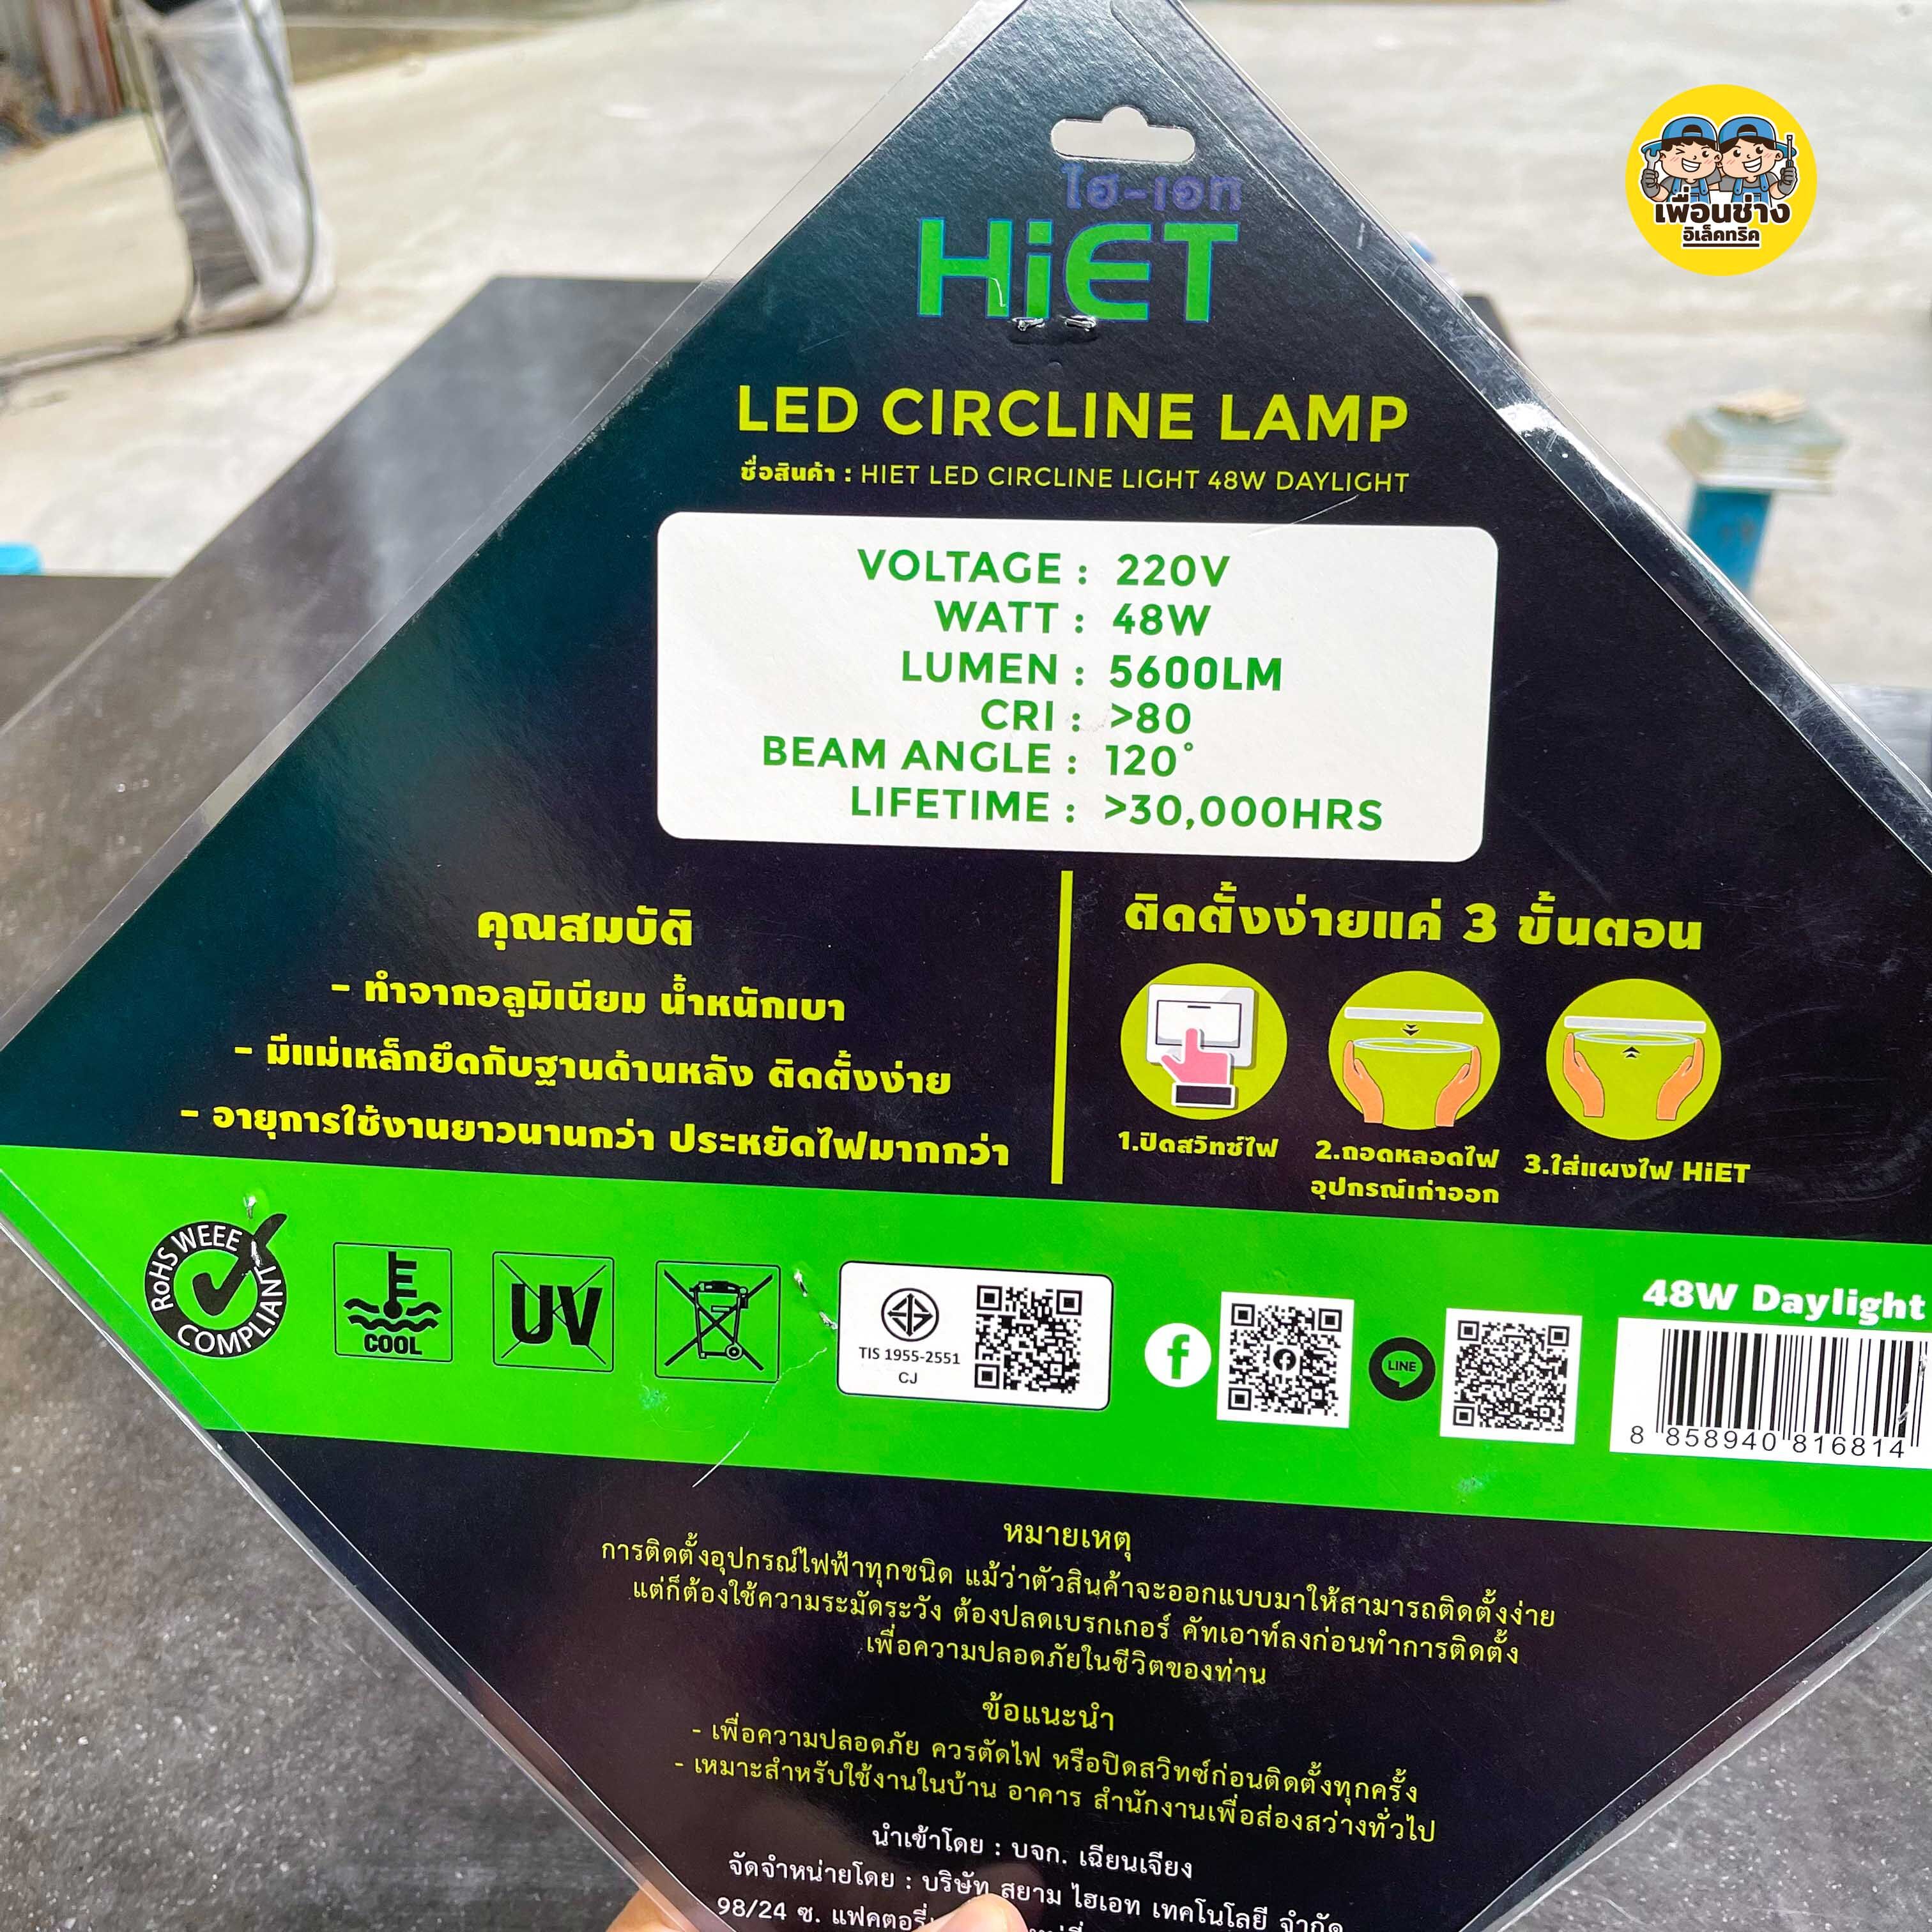 เพื่อนช่าง
อิเล็คทริค
ไฮ-เอท
HiET
LED CIRCLINE LAMP
ชื่อสินค้า : HIET LED CIRCLINE LIGHT 48W DAYLIGHT
VOLTAGE : 220V
WATT : 48W
LUMEN : 5600LM
CRI : >80
BEAM ANGLE : 120°
LIFETIME : >30,000HRS
คุณสมบัติ
- ทำจากอลูมิเนียม น้ำหนักเบา
- มีแม่เหล็กยึดกับฐานด้านหลัง ติดตั้งง่าย
- อายุการใช้งานยาวนานกว่า ประหยัดไฟมากกว่า
ติดตั้งง่ายแค่ 3 ขั้นตอน
1.ปิดสวิทซ์ไฟ
2.ถอดหลอดไฟ
อุปกรณ์เก่าออก
3.ใส่แผงไฟ HiET
RoHS WEEE
COMPLIANT
COOL
UV
TIS 1955-2551
CJ
LINE
48W Daylight
8 858940 816814
หมายเหตุ
การติดตั้งอุปกรณ์ไฟฟ้าทุกชนิด แม้ว่าตัวสินค้าจะออกแบบมาให้สามารถติดตั้งง่าย
แต่ก็ต้องใช้ความระมัดระวัง ต้องปลดเบรกเกอร์ คัทเอาท์ลงก่อนทำการติดตั้ง
เพื่อความปลอดภัยในชีวิตของท่าน
ข้อแนะนำ
- เพื่อความปลอดภัย ควรตัดไฟ หรือปิดสวิทซ์ก่อนติดตั้งทุกครั้ง
- เหมาะสำหรับใช้งานในบ้าน อาคาร สำนักงานเพื่อส่องสว่างทั่วไป
นำเข้าโดย : บจก. เฉียนเจียง
จัดจำหน่ายโดย : บริษัท สยาม ไฮเอท เทคโนโลยี จำกัด
98/24 ซ. แฟคตอรี่